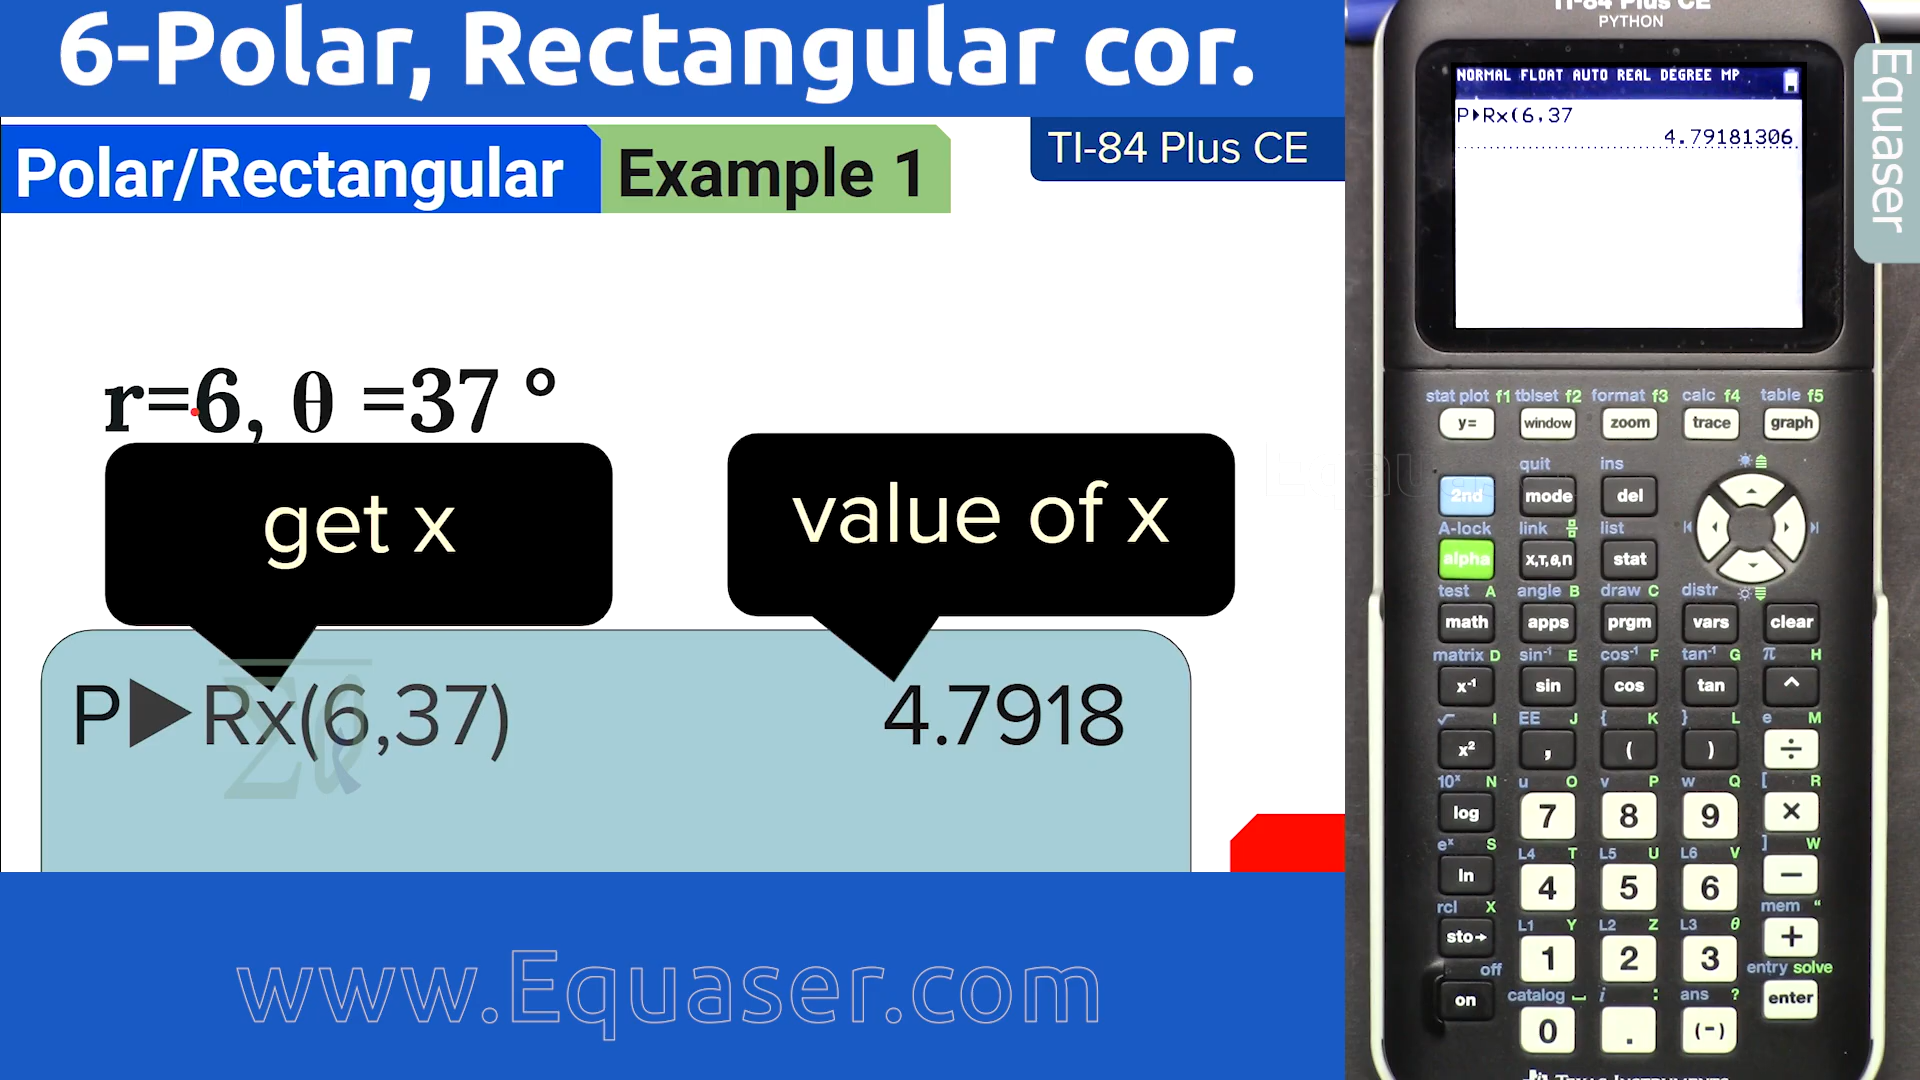 6-Polar, Rectangular cor.
Polar/Rectangular
Example 1
TI-84 Plus CE
r=6, θ =37 °
get x
value of x
P▶Rx(6,37)
4.7918
www.Equaser.com
TI-84 Plus CE
PYTHON
Equaser
NORMAL FLOAT AUTO REAL DEGREE MP
P▶Rx(6,37
4.79181306
stat plot f1 tblset f2 format f3 calc f4 table f5
y= window zoom trace graph
quit ins
2nd mode del
A-lock link list
alpha X,T,θ,n stat
test A angle B draw C distr
math apps prgm vars clear
matrix D sin⁻¹ E cos⁻¹ F tan⁻¹ G π H
x⁻¹ sin cos tan ^
√ I EE J { K } L e M
x² , ( ) ÷
10ˣ N u O v P w Q [ R
log 7 8 9 ×
eˣ S L4 T L5 U L6 V ] W
ln 4 5 6 −
rcl X L1 Y L2 Z L3 θ mem "
sto→ 1 2 3 +
off catalog i : ans ? entry solve
on 0 . (-) enter
TEXAS INSTRUMENTS